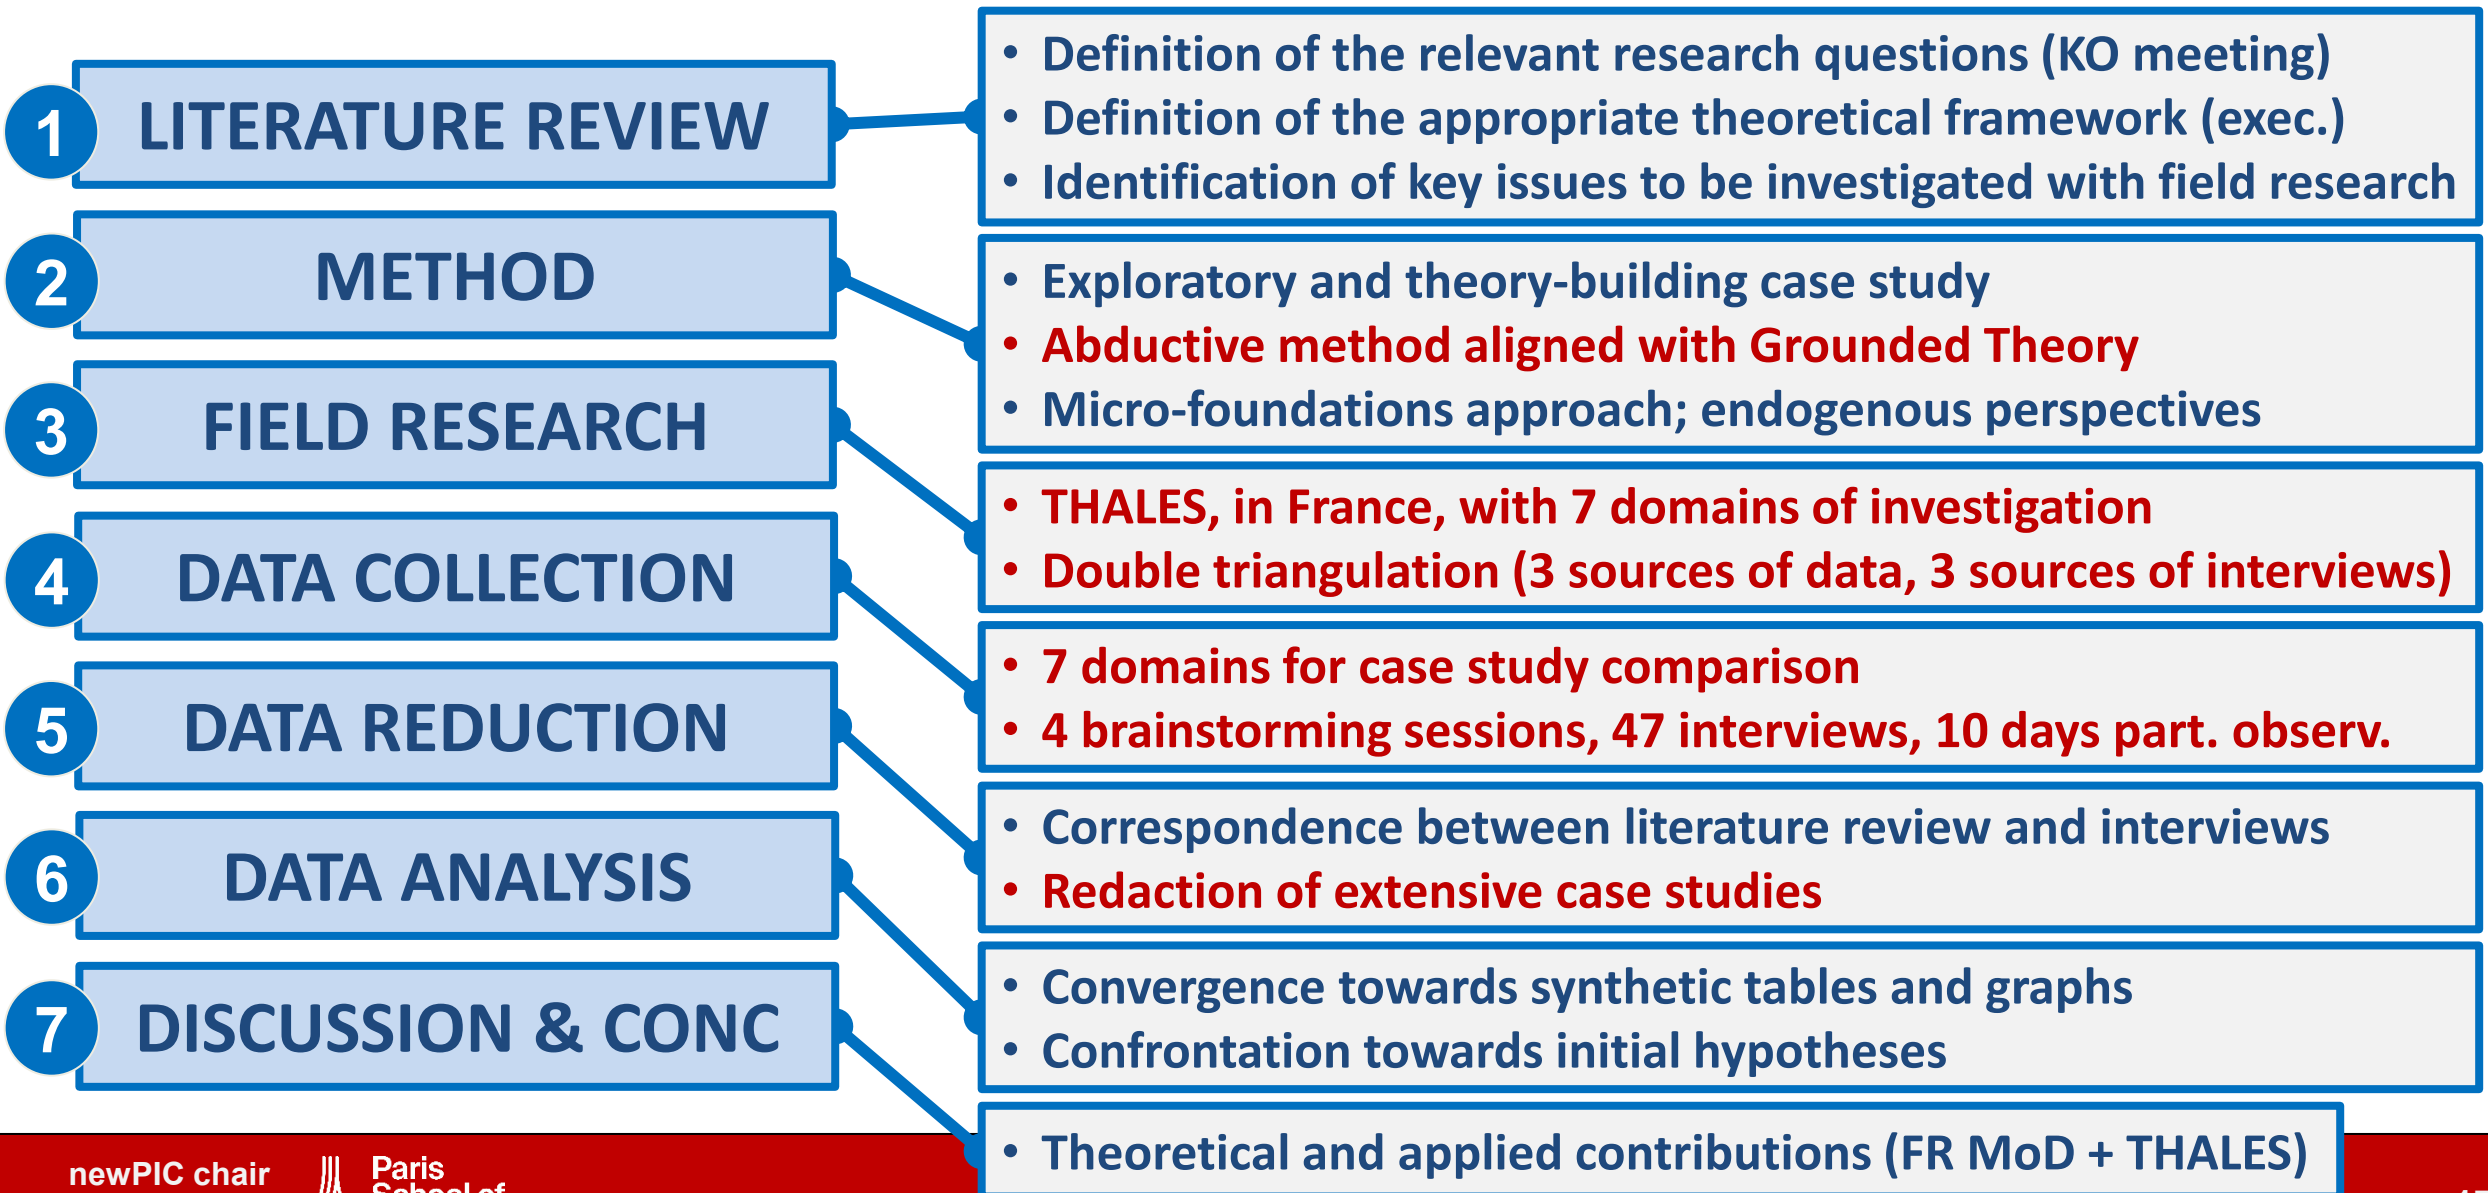 1 LITERATURE REVIEW
• Definition of the relevant research questions (KO meeting)
• Definition of the appropriate theoretical framework (exec.)
• Identification of key issues to be investigated with field research
2 METHOD
• Exploratory and theory-building case study
• Abductive method aligned with Grounded Theory
• Micro-foundations approach; endogenous perspectives
3 FIELD RESEARCH
• THALES, in France, with 7 domains of investigation
• Double triangulation (3 sources of data, 3 sources of interviews)
4 DATA COLLECTION
• 7 domains for case study comparison
• 4 brainstorming sessions, 47 interviews, 10 days part. observ.
5 DATA REDUCTION
• Correspondence between literature review and interviews
• Redaction of extensive case studies
6 DATA ANALYSIS
• Convergence towards synthetic tables and graphs
• Confrontation towards initial hypotheses
7 DISCUSSION & CONC
• Theoretical and applied contributions (FR MoD + THALES)
newPIC chair
Paris
School of